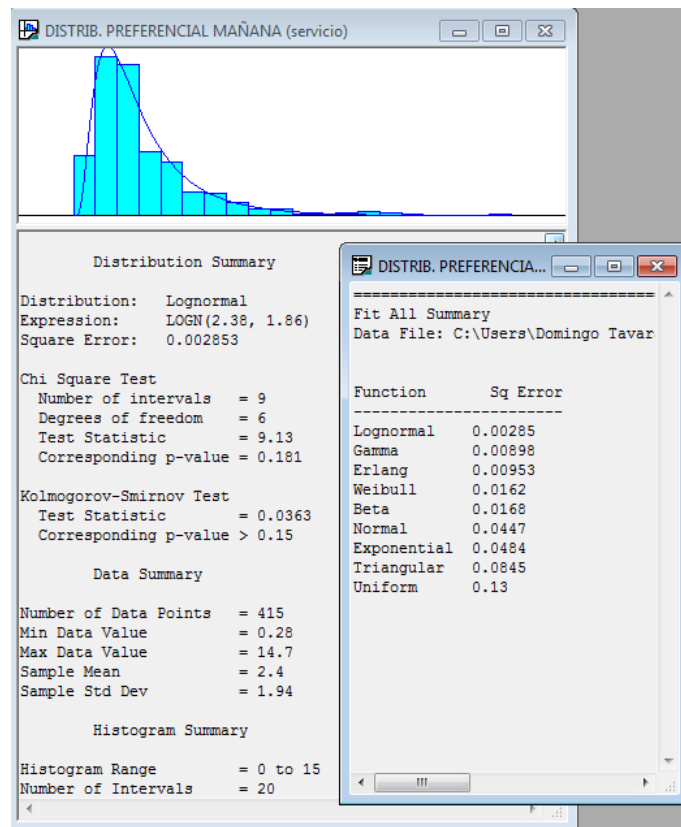 DISTRIB. PREFERENCIAL MAÑANA (servicio)
Distribution Summary
Distribution: Lognormal
Expression: LOGN(2.38, 1.86)
Square Error: 0.002853
Chi Square Test
Number of intervals = 9
Degrees of freedom = 6
Test Statistic = 9.13
Corresponding p-value = 0.181
Kolmogorov-Smirnov Test
Test Statistic = 0.0363
Corresponding p-value > 0.15
Data Summary
Number of Data Points = 415
Min Data Value = 0.28
Max Data Value = 14.7
Sample Mean = 2.4
Sample Std Dev = 1.94
Histogram Summary
Histogram Range = 0 to 15
Number of Intervals = 20
DISTRIB. PREFERENCIA...
====================================
Fit All Summary
Data File: C:\Users\Domingo Tavar
Function Sq Error
-------------------------
Lognormal 0.00285
Gamma 0.00898
Erlang 0.00953
Weibull 0.0162
Beta 0.0168
Normal 0.0447
Exponential 0.0484
Triangular 0.0845
Uniform 0.13